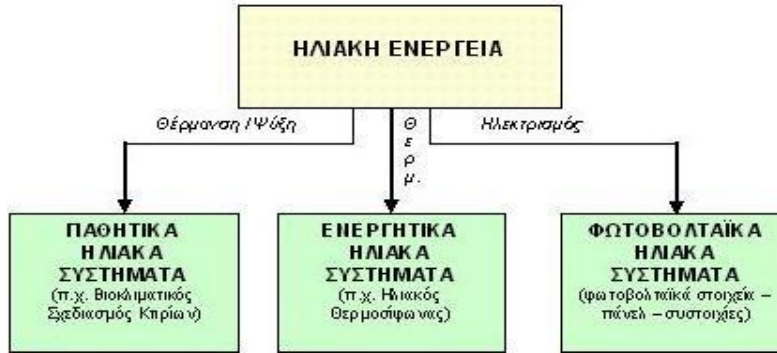 ΗΛΙΑΚΗ ΕΝΕΡΓΕΙΑ
Θέρμανση /Ψύξη
Θερμ.
Ηλεκτρισμός
ΠΑΘΗΤΙΚΑ
ΗΛΙΑΚΑ
ΣΥΣΤΗΜΑΤΑ
(π.χ. Βιοκλιματικός
Σχεδιασμός Κτιρίων)
ΕΝΕΡΓΗΤΙΚΑ
ΗΛΙΑΚΑ
ΣΥΣΤΗΜΑΤΑ
(π.χ. Ηλιακός
Θερμοσίφωνας)
ΦΩΤΟΒΟΛΤΑΪΚΑ
ΗΛΙΑΚΑ
ΣΥΣΤΗΜΑΤΑ
(φωτοβολταϊκά στοιχεία –
πάνελ – συστοιχίες)